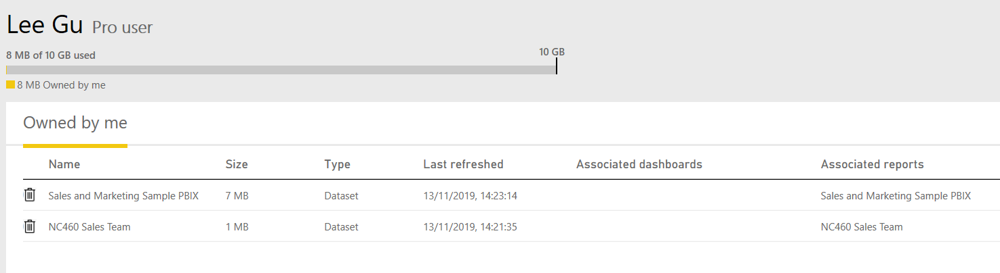 Lee Gu Pro user
8 MB of 10 GB used
10 GB
8 MB Owned by me
Owned by me
Name Size Type Last refreshed Associated dashboards Associated reports
Sales and Marketing Sample PBIX 7 MB Dataset 13/11/2019, 14:23:14 Sales and Marketing Sample PBIX
NC460 Sales Team 1 MB Dataset 13/11/2019, 14:21:35 NC460 Sales Team